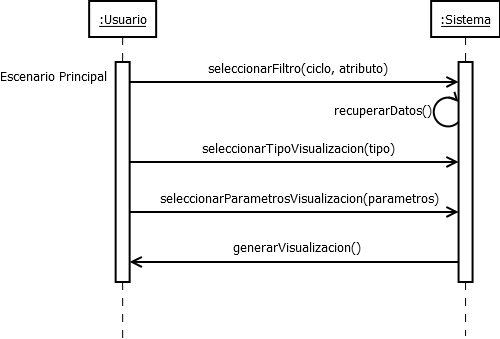 :Usuario
:Sistema
seleccionarFiltro(ciclo, atributo)
Escenario Principal
recuperarDatos()
seleccionarTipoVisualizacion(tipo)
seleccionarParametrosVisualizacion(parametros)
generarVisualizacion()